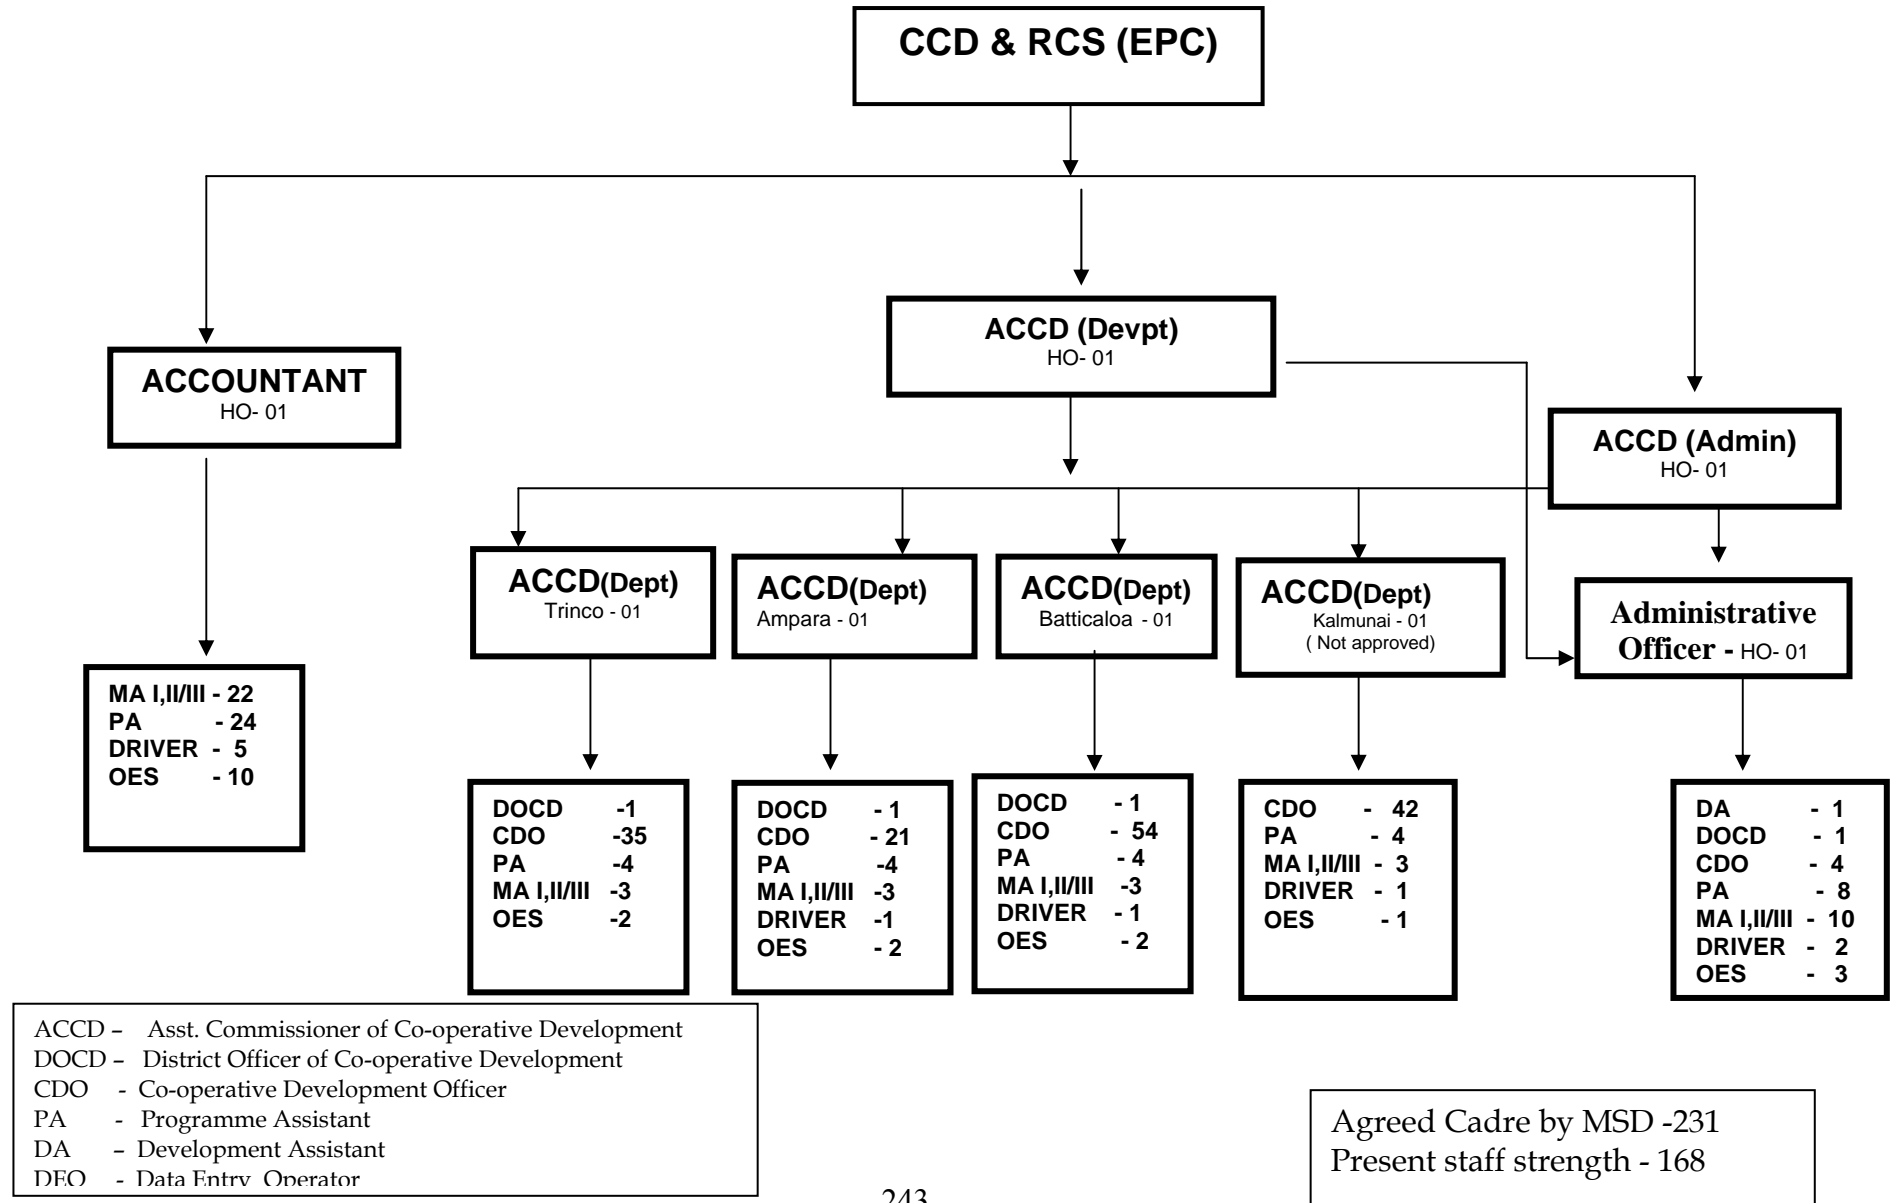 CCD & RCS (EPC)
ACCOUNTANT
HO- 01
ACCD (Devpt)
HO- 01
ACCD (Admin)
HO- 01
ACCD(Dept)
Trinco - 01
ACCD(Dept)
Ampara - 01
ACCD(Dept)
Batticaloa - 01
ACCD(Dept)
Kalmunai - 01
( Not approved)
Administrative
Officer - HO- 01
MA I,II/III - 22
PA - 24
DRIVER - 5
OES - 10
DOCD -1
CDO -35
PA -4
MA I,II/III -3
OES -2
DOCD - 1
CDO - 21
PA -4
MA I,II/III -3
DRIVER -1
OES - 2
DOCD - 1
CDO - 54
PA - 4
MA I,II/III -3
DRIVER - 1
OES - 2
CDO - 42
PA - 4
MA I,II/III - 3
DRIVER - 1
OES - 1
DA - 1
DOCD - 1
CDO - 4
PA - 8
MA I,II/III - 10
DRIVER - 2
OES - 3
ACCD – Asst. Commissioner of Co-operative Development
DOCD – District Officer of Co-operative Development
CDO - Co-operative Development Officer
PA - Programme Assistant
DA – Development Assistant
DEO - Data Entry Operator
Agreed Cadre by MSD -231
Present staff strength - 168
243